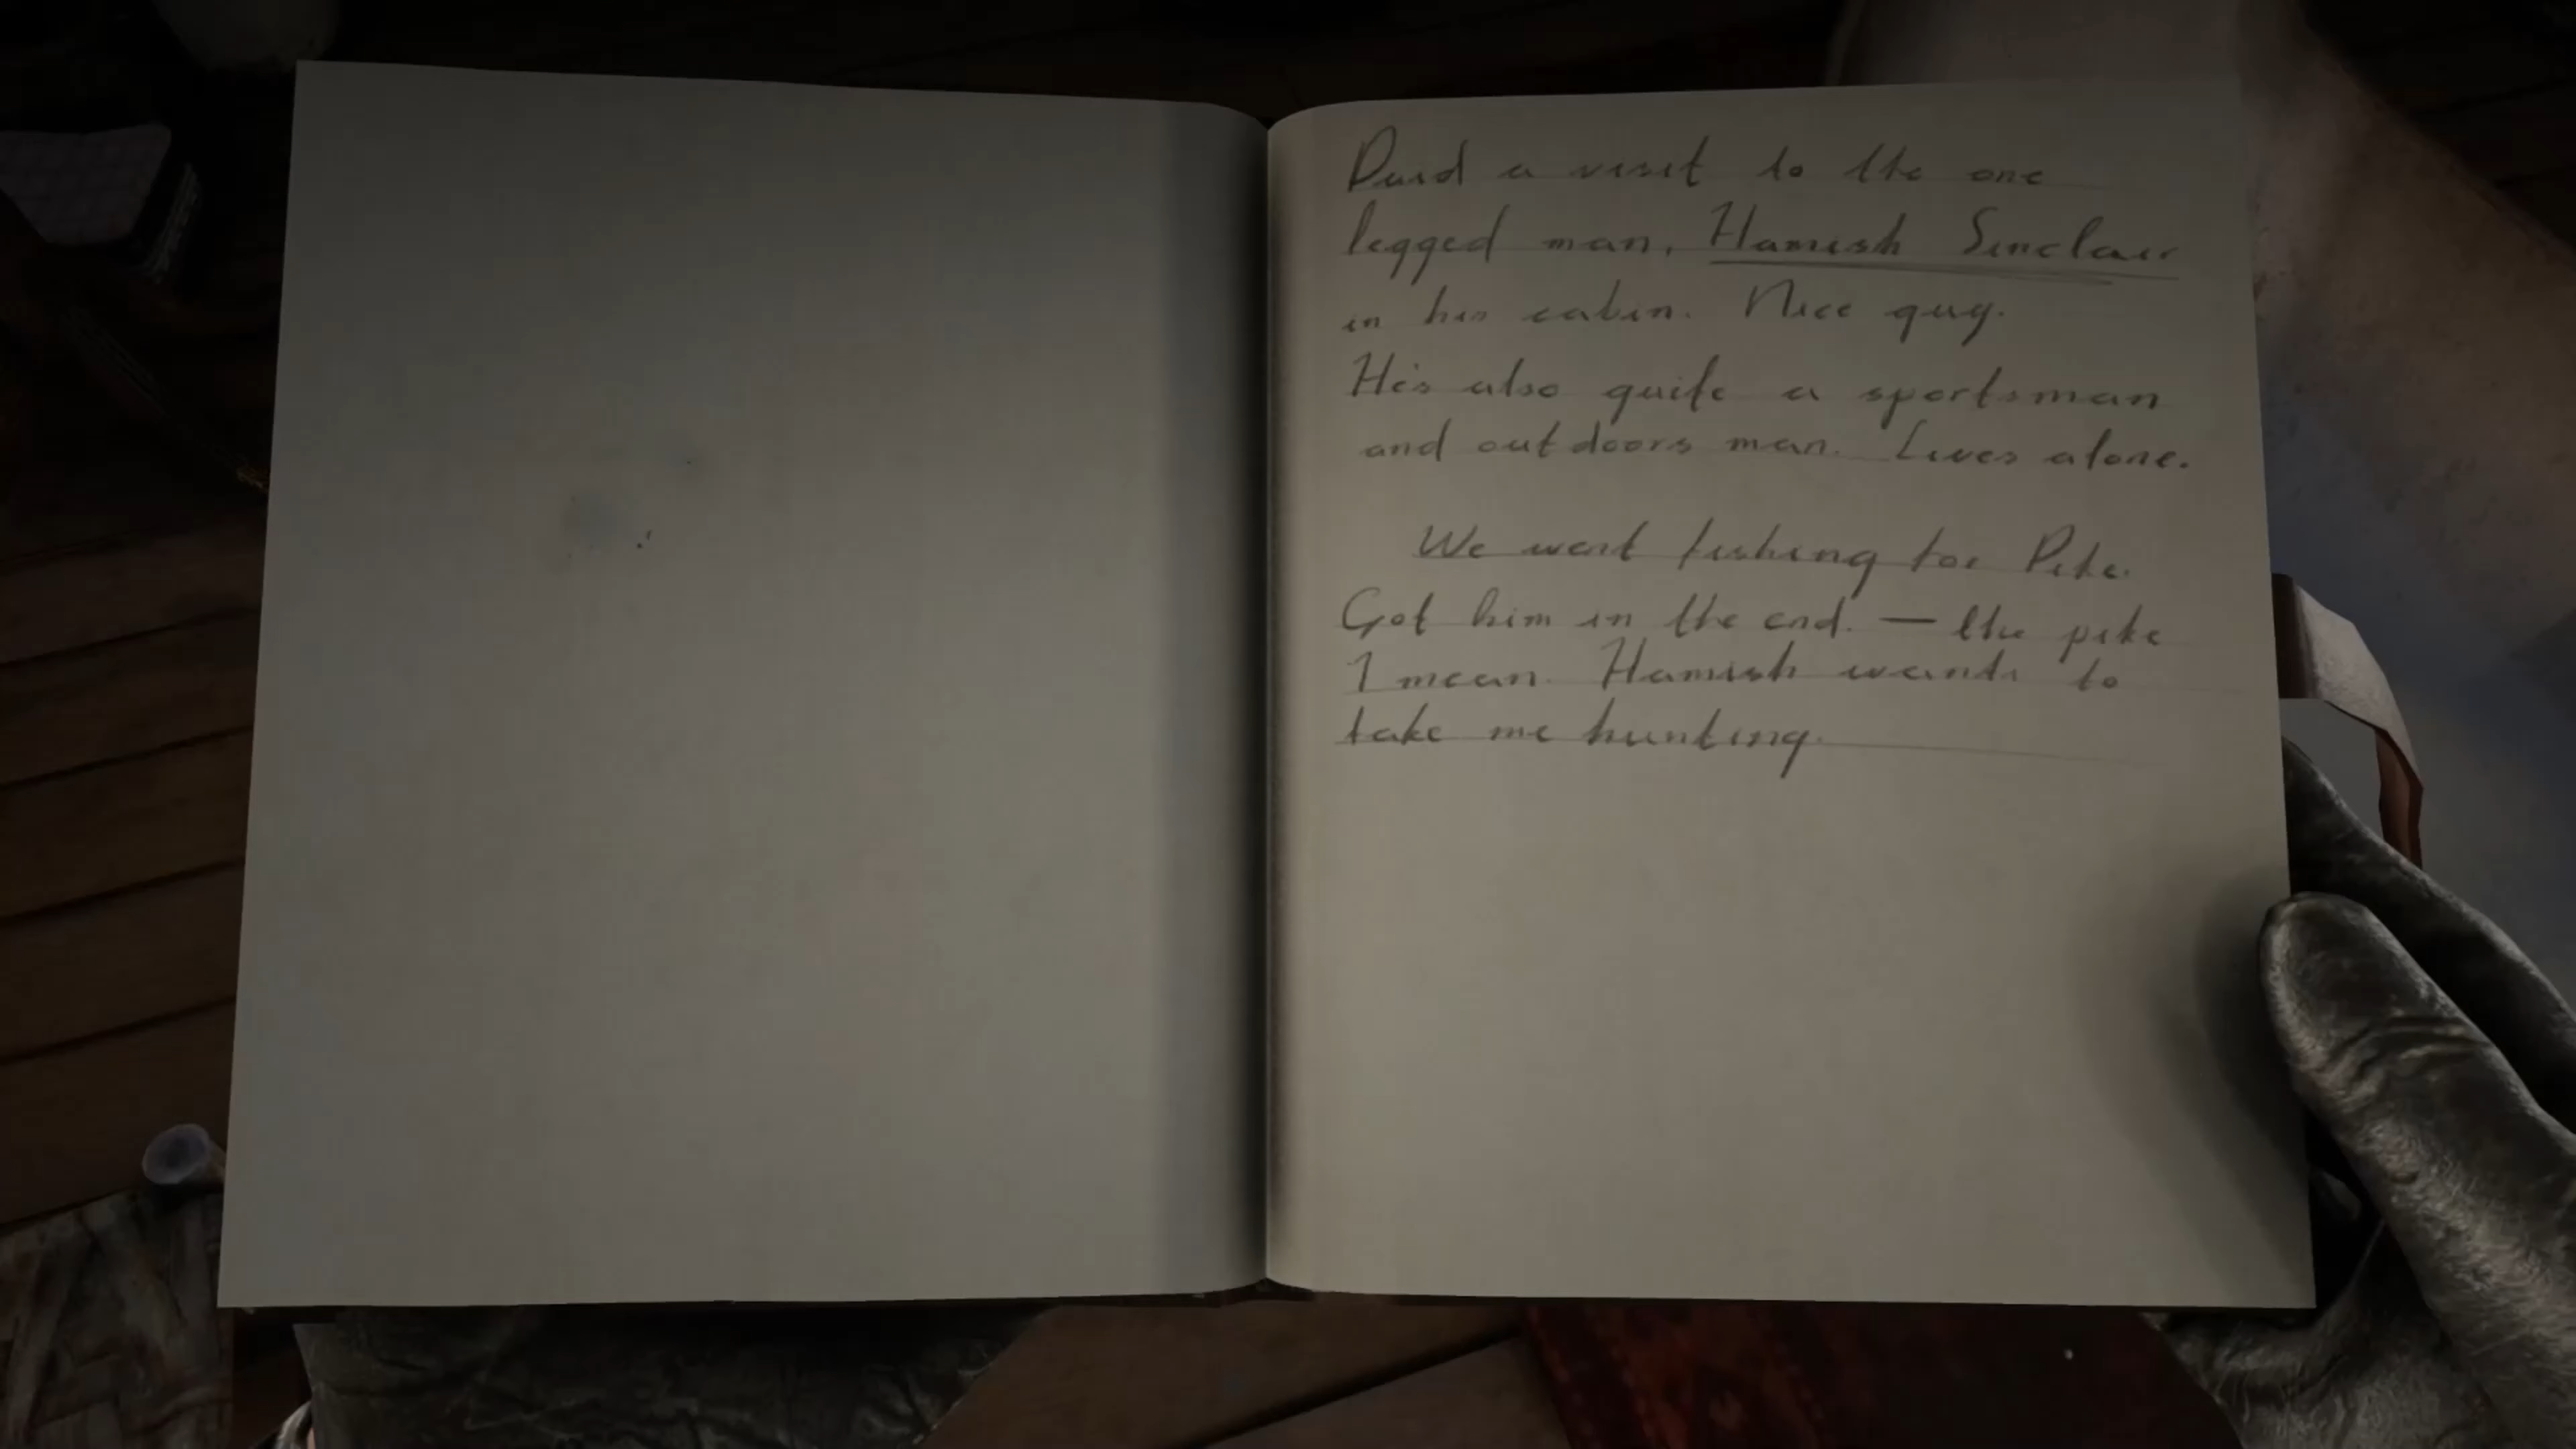 Paid a visit to the one
legged man, Hamish Sinclair
in his cabin. Nice guy.
He's also quite a sportsman
and outdoors man. Lives alone.
We went fishing for Pike.
Got him in the end. — the pike
I mean. Hamish wants to
take me hunting.